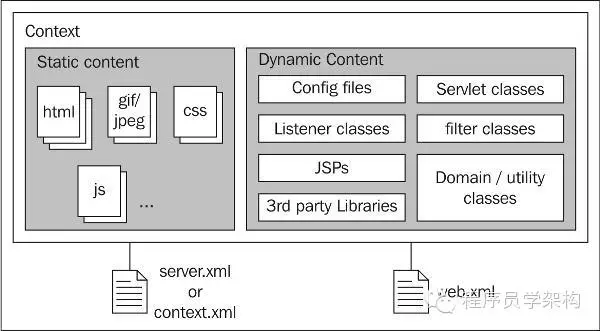 Context
Static content
html
gif/
jpeg
css
js
...
Dynamic Content
Config files
Servlet classes
Listener classes
filter classes
JSPs
Domain / utility
classes
3rd party Libraries
server.xml
or
context.xml
web.xml
程序员学架构